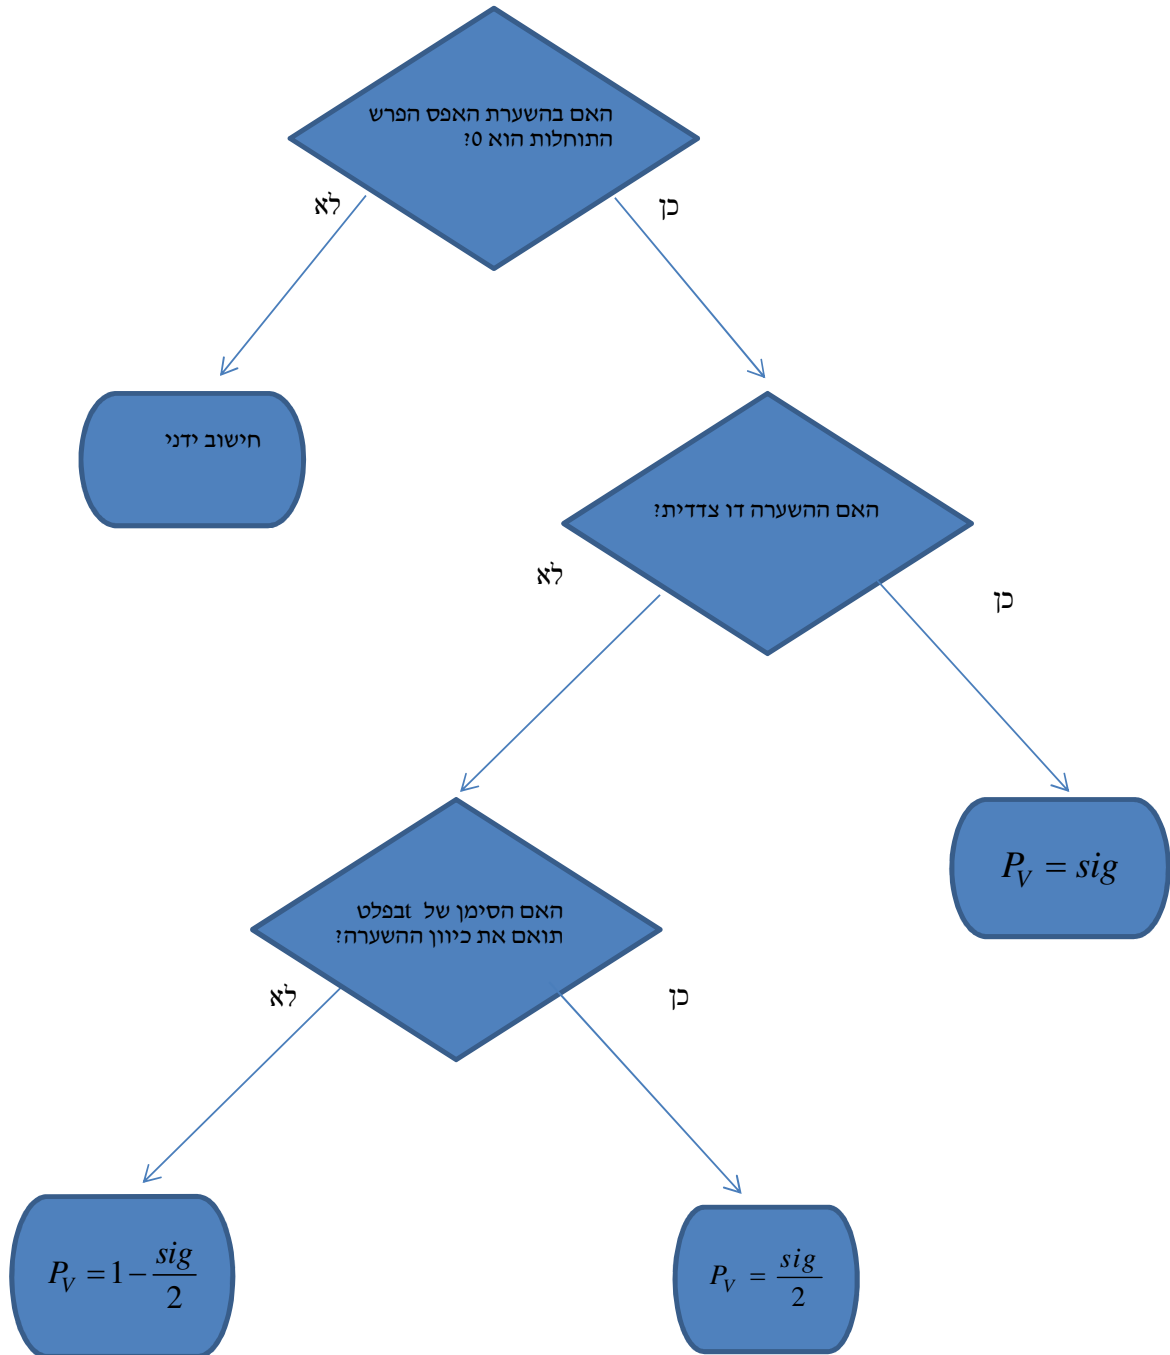 האם בהשערת האפס הפרש
התוחלות הוא 0?
לא
כן
חישוב ידני
האם ההשערה דו צדדית?
לא
כן
P_V = sig
האם הסימן של tבפלט
תואם את כיוון ההשערה?
לא
כן
P_V = 1 - sig/2
P_V = sig/2